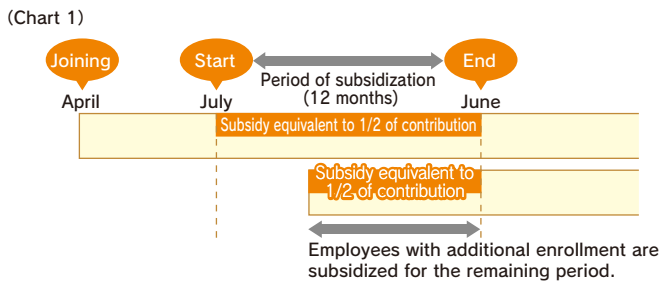 (Chart 1)
Joining
Start
End
Period of subsidization
(12 months)
April
July
June
Subsidy equivalent to 1/2 of contribution
Subsidy equivalent to
1/2 of contribution
Employees with additional enrollment are
subsidized for the remaining period.